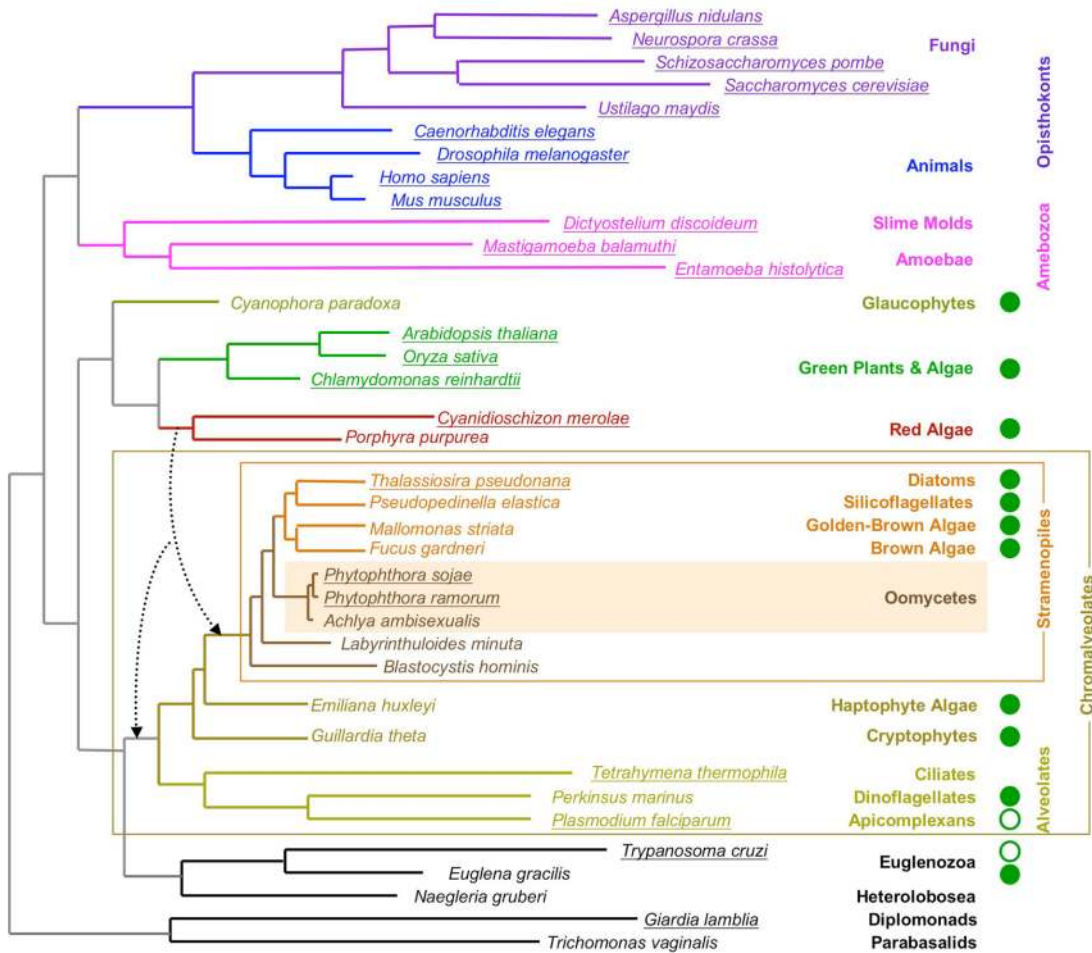 Aspergillus nidulans
Neurospora crassa
Fungi
Schizosaccharomyces pombe
Saccharomyces cerevisiae
Ustilago maydis
Opisthokonts
Caenorhabditis elegans
Drosophila melanogaster
Animals
Homo sapiens
Mus musculus
Dictyostelium discoideum
Slime Molds
Mastigamoeba balamuthi
Amoebae
Entamoeba histolytica
Amebozoa
Cyanophora paradoxa
Glaucophytes
Arabidopsis thaliana
Oryza sativa
Green Plants & Algae
Chlamydomonas reinhardtii
Cyanidioschizon merolae
Red Algae
Porphyra purpurea
Thalassiosira pseudonana
Diatoms
Pseudopedinella elastica
Silicoflagellates
Mallomonas striata
Golden-Brown Algae
Fucus gardneri
Brown Algae
Phytophthora sojae
Phytophthora ramorum
Oomycetes
Achlya ambisexualis
Labyrinthuloides minuta
Blastocystis hominis
Stramenopiles
Chromalveolates
Emiliana huxleyi
Haptophyte Algae
Guillardia theta
Cryptophytes
Tetrahymena thermophila
Ciliates
Perkinsus marinus
Dinoflagellates
Plasmodium falciparum
Apicomplexans
Alveolates
Trypanosoma cruzi
Euglenozoa
Euglena gracilis
Naegleria gruberi
Heterolobosea
Giardia lamblia
Diplomonads
Trichomonas vaginalis
Parabasalids